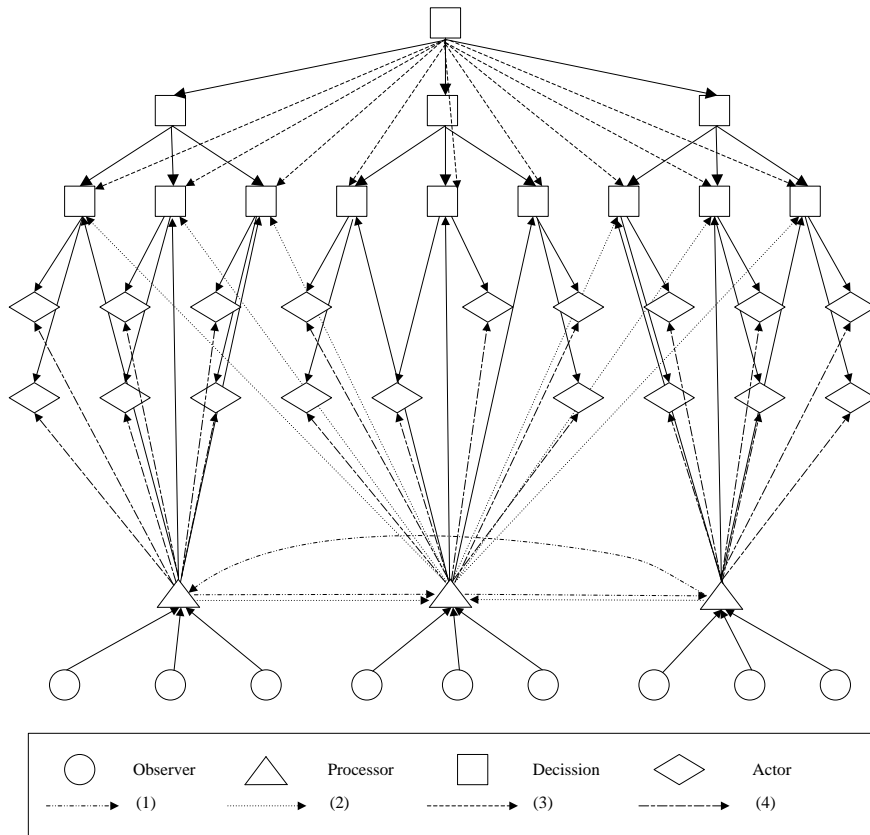 Observer
Processor
Decission
Actor
(1)
(2)
(3)
(4)